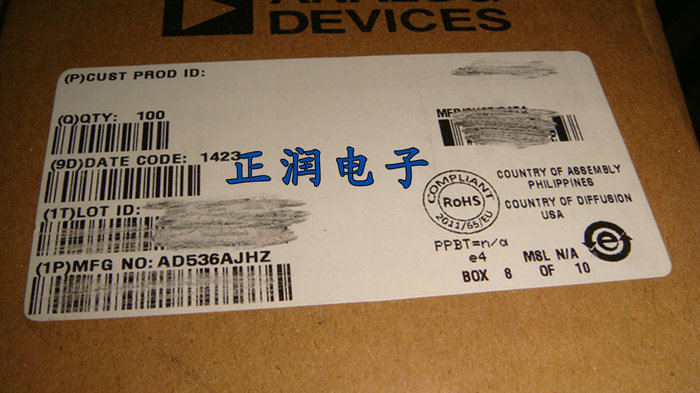 ANALOG
DEVICES
(P)CUST PROD ID:
(Q)QTY: 100
(9D)DATE CODE: 1423
正润电子
(1T)LOT ID:
(1P)MFG NO: AD536AJHZ
COMPLIANT
RoHS
2011/65/EU
COUNTRY OF ASSEMBLY
PHILIPPINES
COUNTRY OF DIFFUSION
USA
PPBT=n/a
e4
MSL N/A
BOX 8 OF 10
e